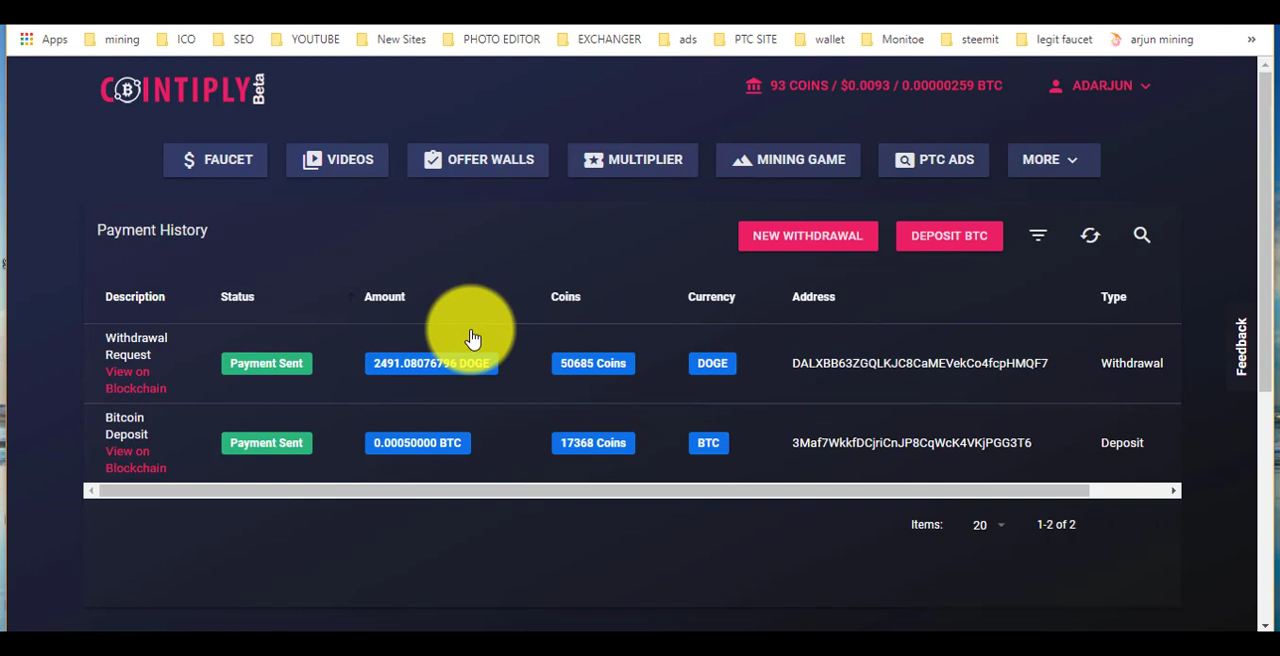 Apps mining ICO SEO YOUTUBE New Sites PHOTO EDITOR EXCHANGER ads PTC SITE wallet Monitoe steemit legit faucet arjun mining »
COINTIPLY Beta
93 COINS / $0.0093 / 0.00000259 BTC ADARJUN
FAUCET VIDEOS OFFER WALLS MULTIPLIER MINING GAME PTC ADS MORE
Payment History NEW WITHDRAWAL DEPOSIT BTC
Description Status Amount Coins Currency Address Type
Withdrawal
Request
View on
Blockchain
Payment Sent 2491.08076796 DOGE 50685 Coins DOGE DALXBB63ZGQLKJC8CaMEVekCo4fcpHMQF7 Withdrawal
Bitcoin
Deposit
View on
Blockchain
Payment Sent 0.00050000 BTC 17368 Coins BTC 3Maf7WkkfDCjriCnJP8CqWcK4VKjPGG3T6 Deposit
Items: 20 1-2 of 2
Feedback